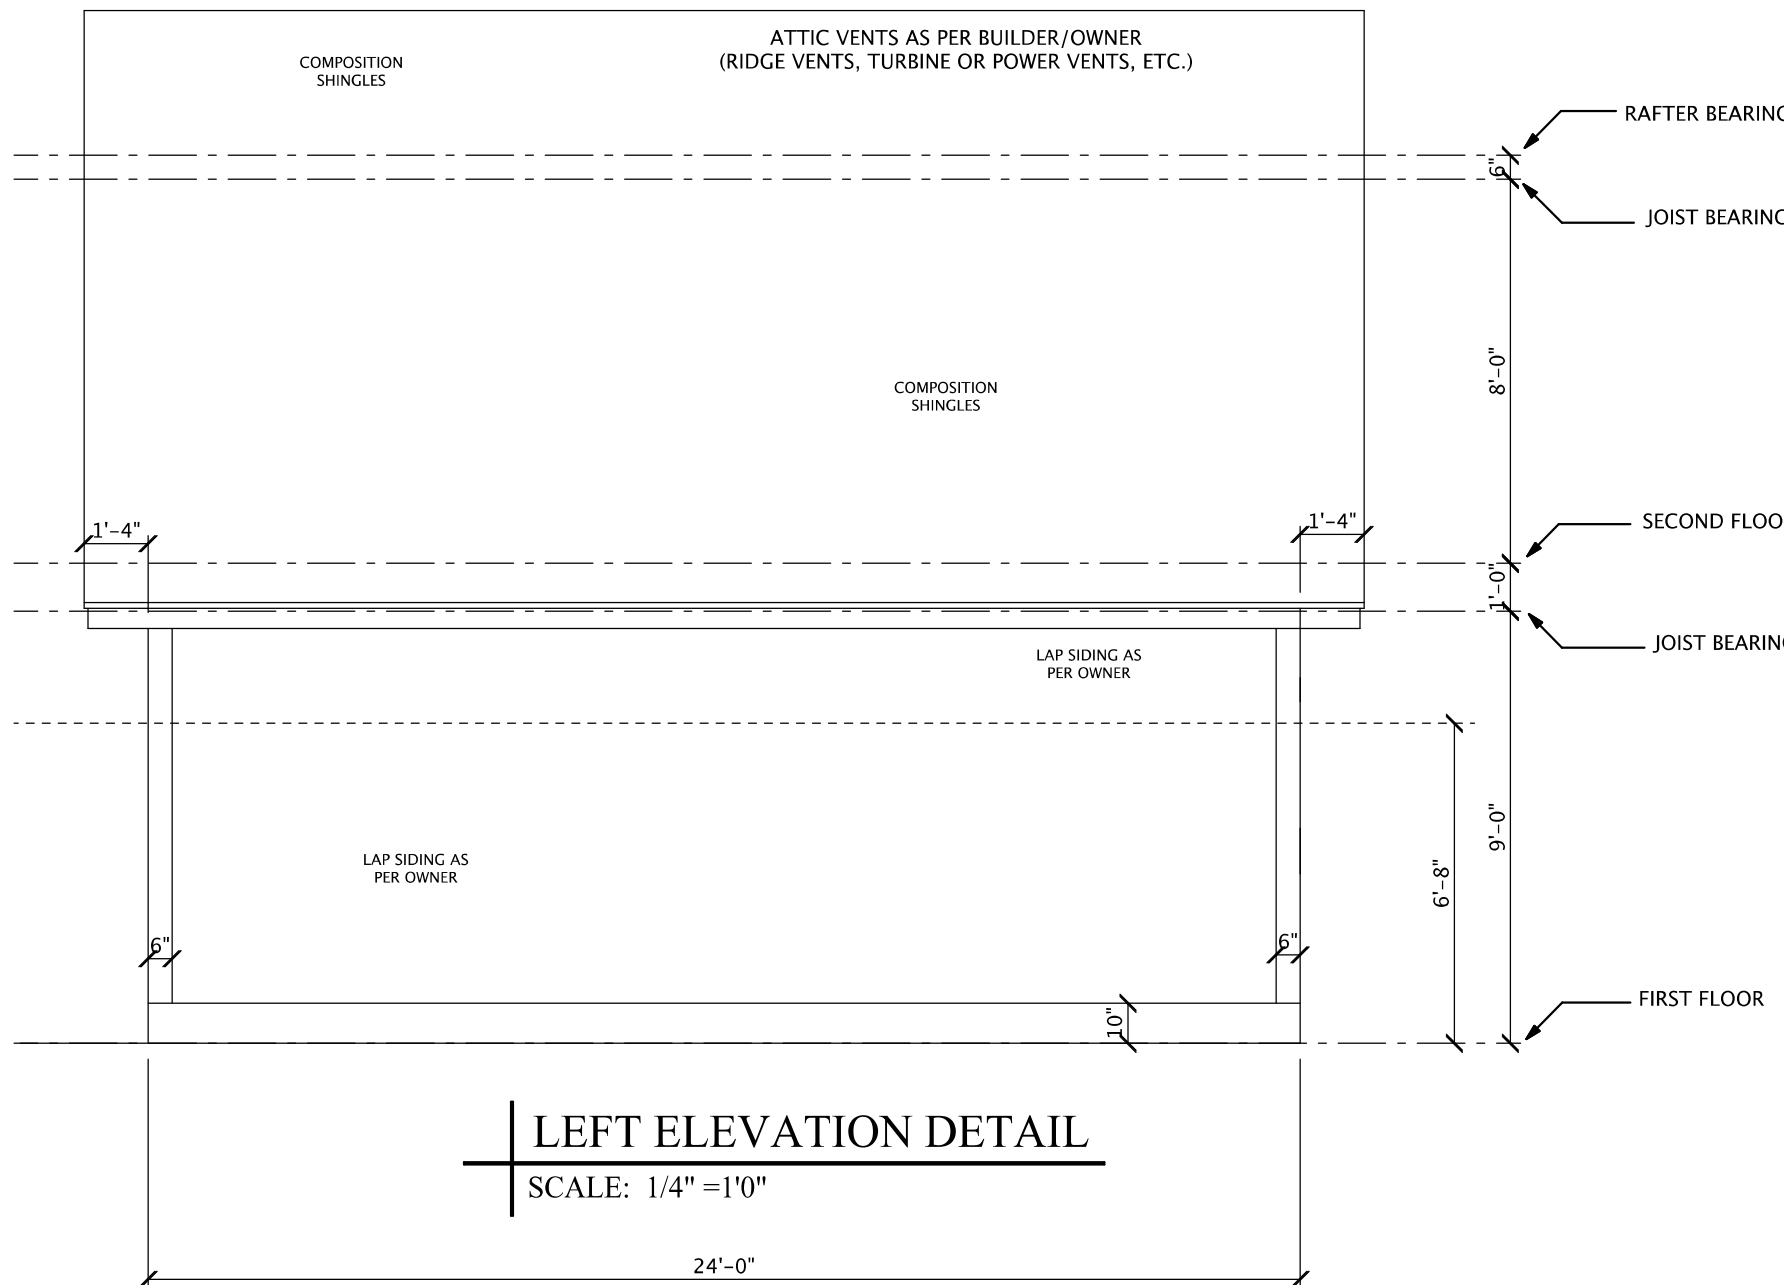 ATTIC VENTS AS PER BUILDER/OWNER
(RIDGE VENTS, TURBINE OR POWER VENTS, ETC.)
COMPOSITION
SHINGLES
RAFTER BEARING
6"
JOIST BEARING
8'-0"
COMPOSITION
SHINGLES
1'-4"
1'-4"
SECOND FLOO
1'-0"
JOIST BEARING
LAP SIDING AS
PER OWNER
9'-0"
6'-8"
LAP SIDING AS
PER OWNER
6"
6"
10"
FIRST FLOOR
LEFT ELEVATION DETAIL
SCALE: 1/4" =1'0"
24'-0"